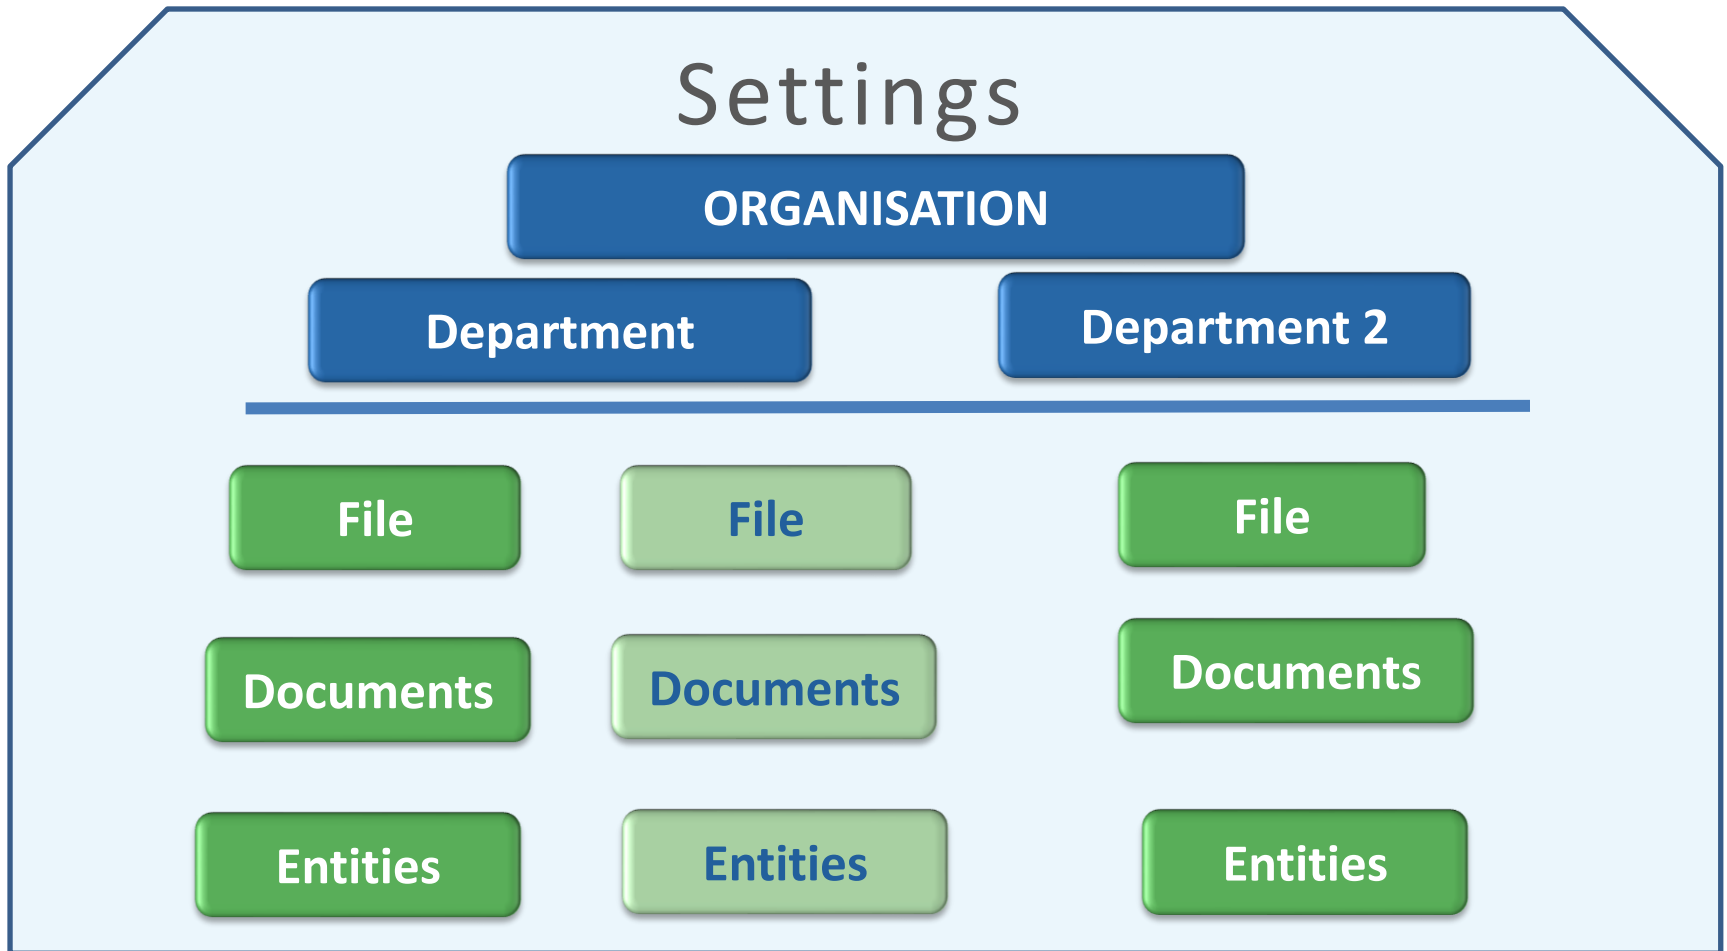 Settings
ORGANISATION
Department
Department 2
File
File
File
Documents
Documents
Documents
Entities
Entities
Entities